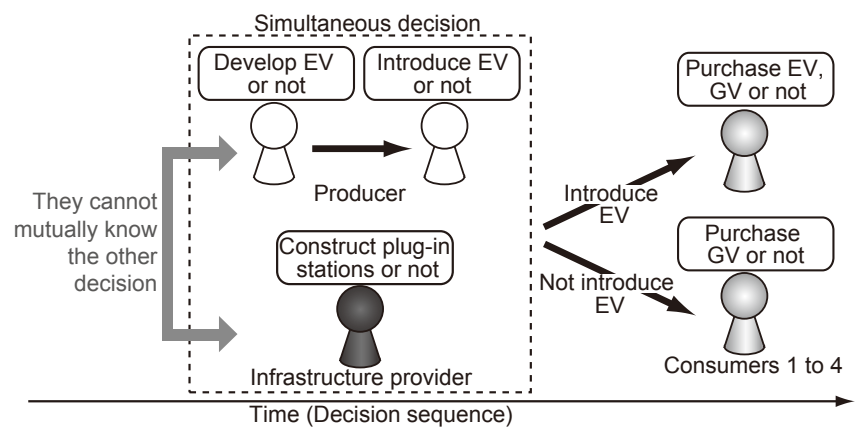 Simultaneous decision
Develop EV
or not
Introduce EV
or not
Producer
They cannot
mutually know
the other
decision
Construct plug-in
stations or not
Infrastructure provider
Introduce
EV
Not introduce
EV
Purchase EV,
GV or not
Purchase
GV or not
Consumers 1 to 4
Time (Decision sequence)